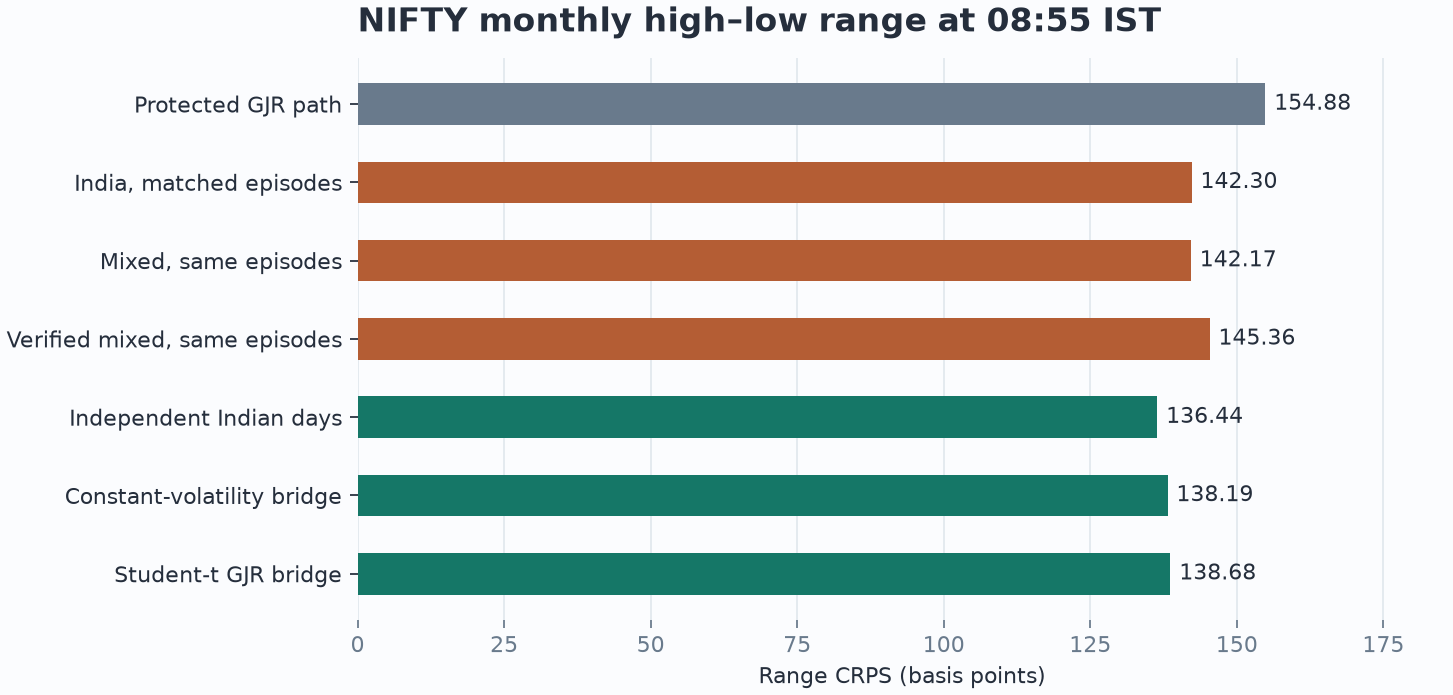 NIFTY monthly high–low range at 08:55 IST
Protected GJR path
154.88
India, matched episodes
142.30
Mixed, same episodes
142.17
Verified mixed, same episodes
145.36
Independent Indian days
136.44
Constant-volatility bridge
138.19
Student-t GJR bridge
138.68
0 25 50 75 100 125 150 175
Range CRPS (basis points)